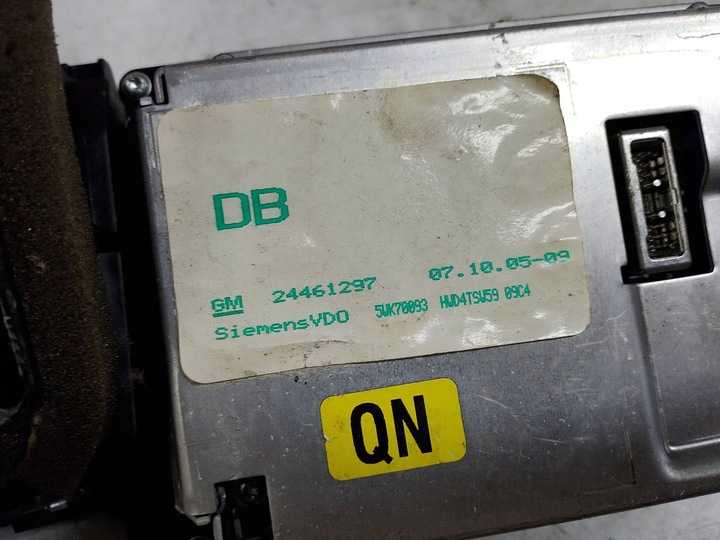 DB
GM 24461297 07.10.05-09
SiemensVDO 5WK70093 HWD4TSW59 09C4
QN